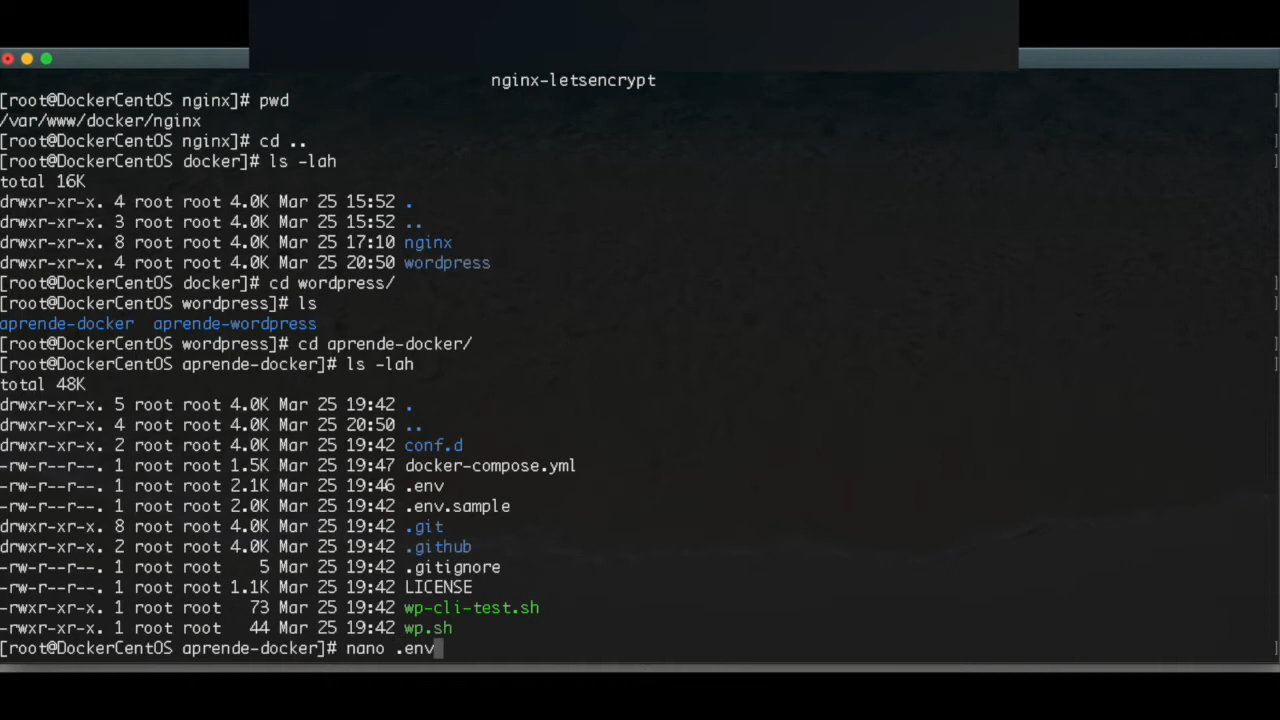 nginx-letsencrypt
[root@DockerCentOS nginx]# pwd
/var/www/docker/nginx
[root@DockerCentOS nginx]# cd ..
[root@DockerCentOS docker]# ls -lah
total 16K
drwxr-xr-x. 4 root root 4.0K Mar 25 15:52 .
drwxr-xr-x. 3 root root 4.0K Mar 25 15:52 ..
drwxr-xr-x. 8 root root 4.0K Mar 25 17:10 nginx
drwxr-xr-x. 4 root root 4.0K Mar 25 20:50 wordpress
[root@DockerCentOS docker]# cd wordpress/
[root@DockerCentOS wordpress]# ls
aprende-docker  aprende-wordpress
[root@DockerCentOS wordpress]# cd aprende-docker/
[root@DockerCentOS aprende-docker]# ls -lah
total 48K
drwxr-xr-x. 5 root root 4.0K Mar 25 19:42 .
drwxr-xr-x. 4 root root 4.0K Mar 25 20:50 ..
drwxr-xr-x. 2 root root 4.0K Mar 25 19:42 conf.d
-rw-r--r--. 1 root root 1.5K Mar 25 19:47 docker-compose.yml
-rw-r--r--. 1 root root 2.1K Mar 25 19:46 .env
-rw-r--r--. 1 root root 2.0K Mar 25 19:42 .env.sample
drwxr-xr-x. 8 root root 4.0K Mar 25 19:42 .git
drwxr-xr-x. 2 root root 4.0K Mar 25 19:42 .github
-rw-r--r--. 1 root root    5 Mar 25 19:42 .gitignore
-rw-r--r--. 1 root root 1.1K Mar 25 19:42 LICENSE
-rwxr-xr-x. 1 root root   73 Mar 25 19:42 wp-cli-test.sh
-rwxr-xr-x. 1 root root   44 Mar 25 19:42 wp.sh
[root@DockerCentOS aprende-docker]# nano .env